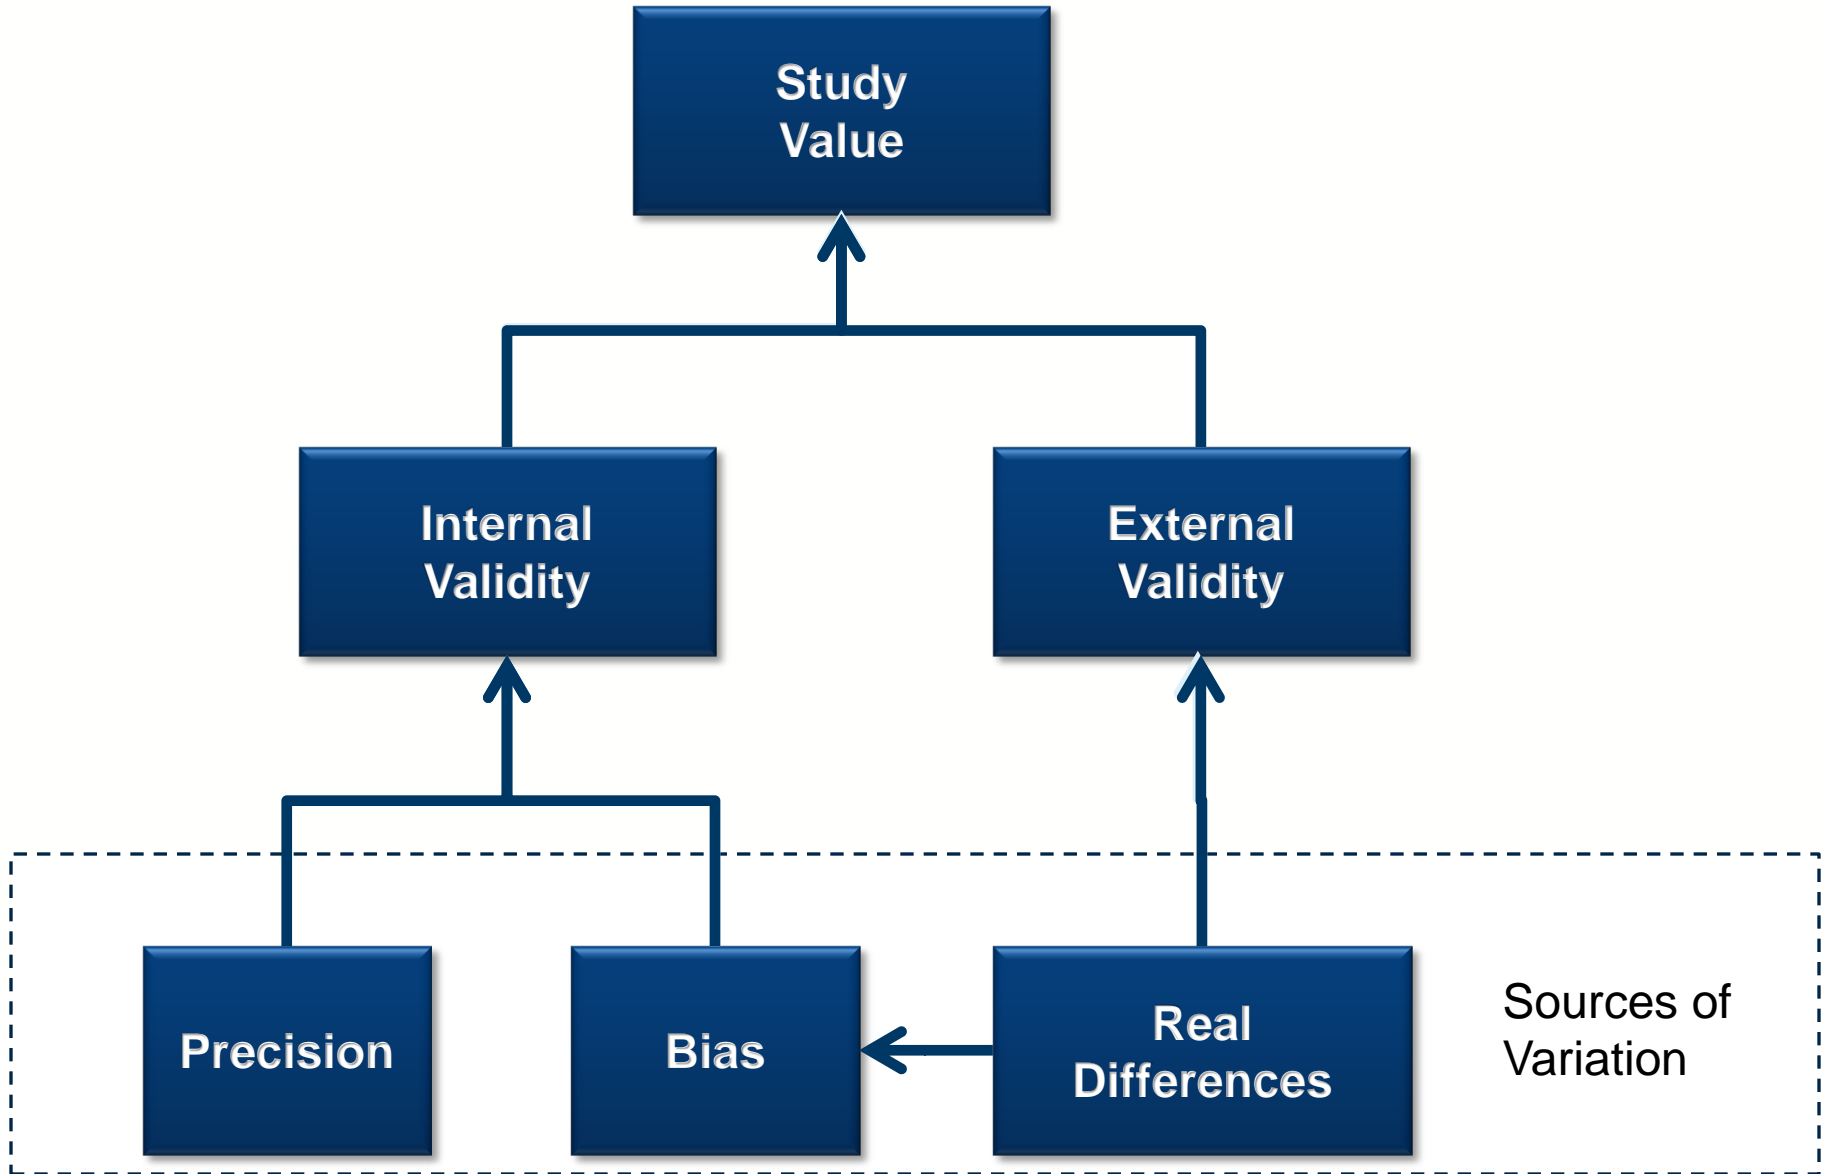 Study
Value
Internal
Validity
External
Validity
Precision
Bias
Real
Differences
Sources of
Variation